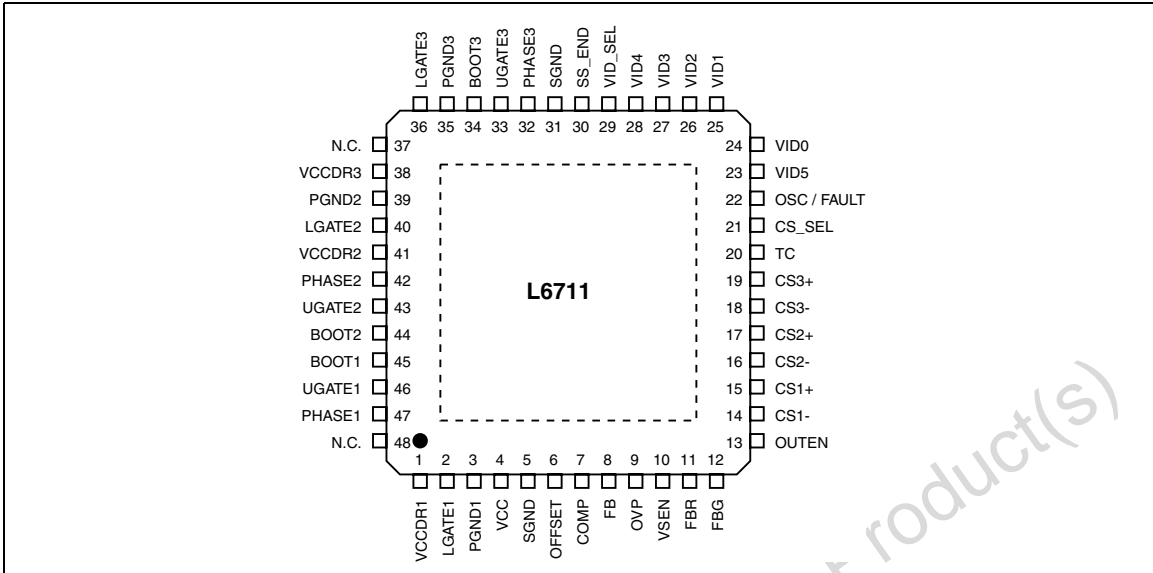 LGATE3 PGND3 BOOT3 UGATE3 PHASE3 SGND SS_END VID_SEL VID4 VID3 VID2 VID1
36 35 34 33 32 31 30 29 28 27 26 25
N.C. 37 24 VID0
VCCDR3 38 23 VID5
PGND2 39 22 OSC / FAULT
LGATE2 40 21 CS_SEL
VCCDR2 41 20 TC
PHASE2 42 19 CS3+
L6711
UGATE2 43 18 CS3-
BOOT2 44 17 CS2+
BOOT1 45 16 CS2-
UGATE1 46 15 CS1+
PHASE1 47 14 CS1-
N.C. 48 13 OUTEN
1 2 3 4 5 6 7 8 9 10 11 12
VCCDR1 LGATE1 PGND1 VCC SGND OFFSET COMP FB OVP VSEN FBR FBG
roduct(s)